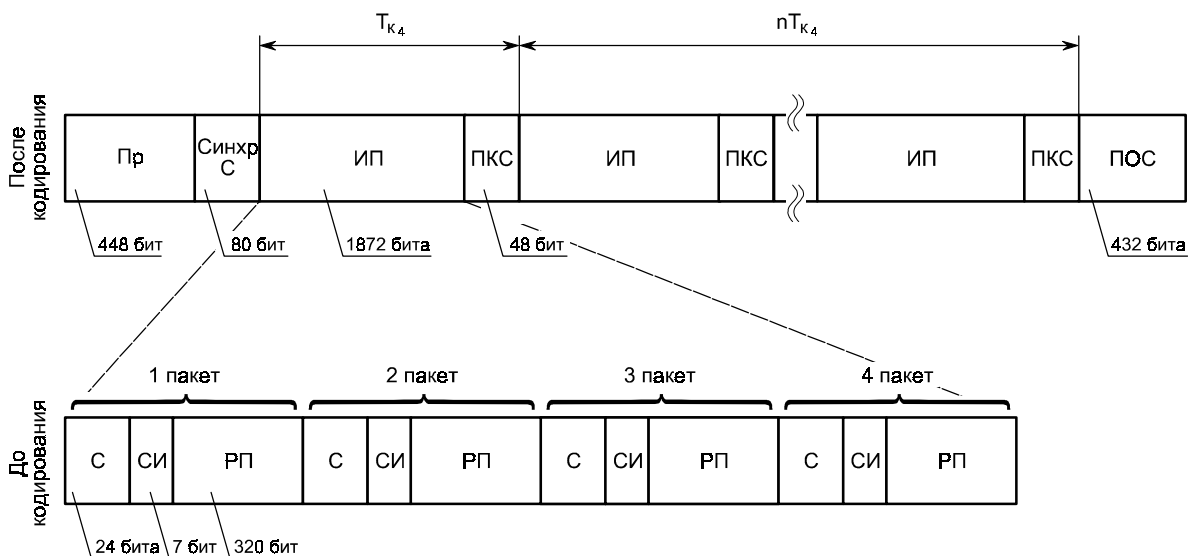 Tк4 nTк4
После кодирования
Пр Синхр С ИП ПКС ИП ПКС ИП ПКС ПОС
448 бит 80 бит 1872 бита 48 бит 432 бита
1 пакет 2 пакет 3 пакет 4 пакет
До кодирования
С СИ РП С СИ РП С СИ РП С СИ РП
24 бита 7 бит 320 бит